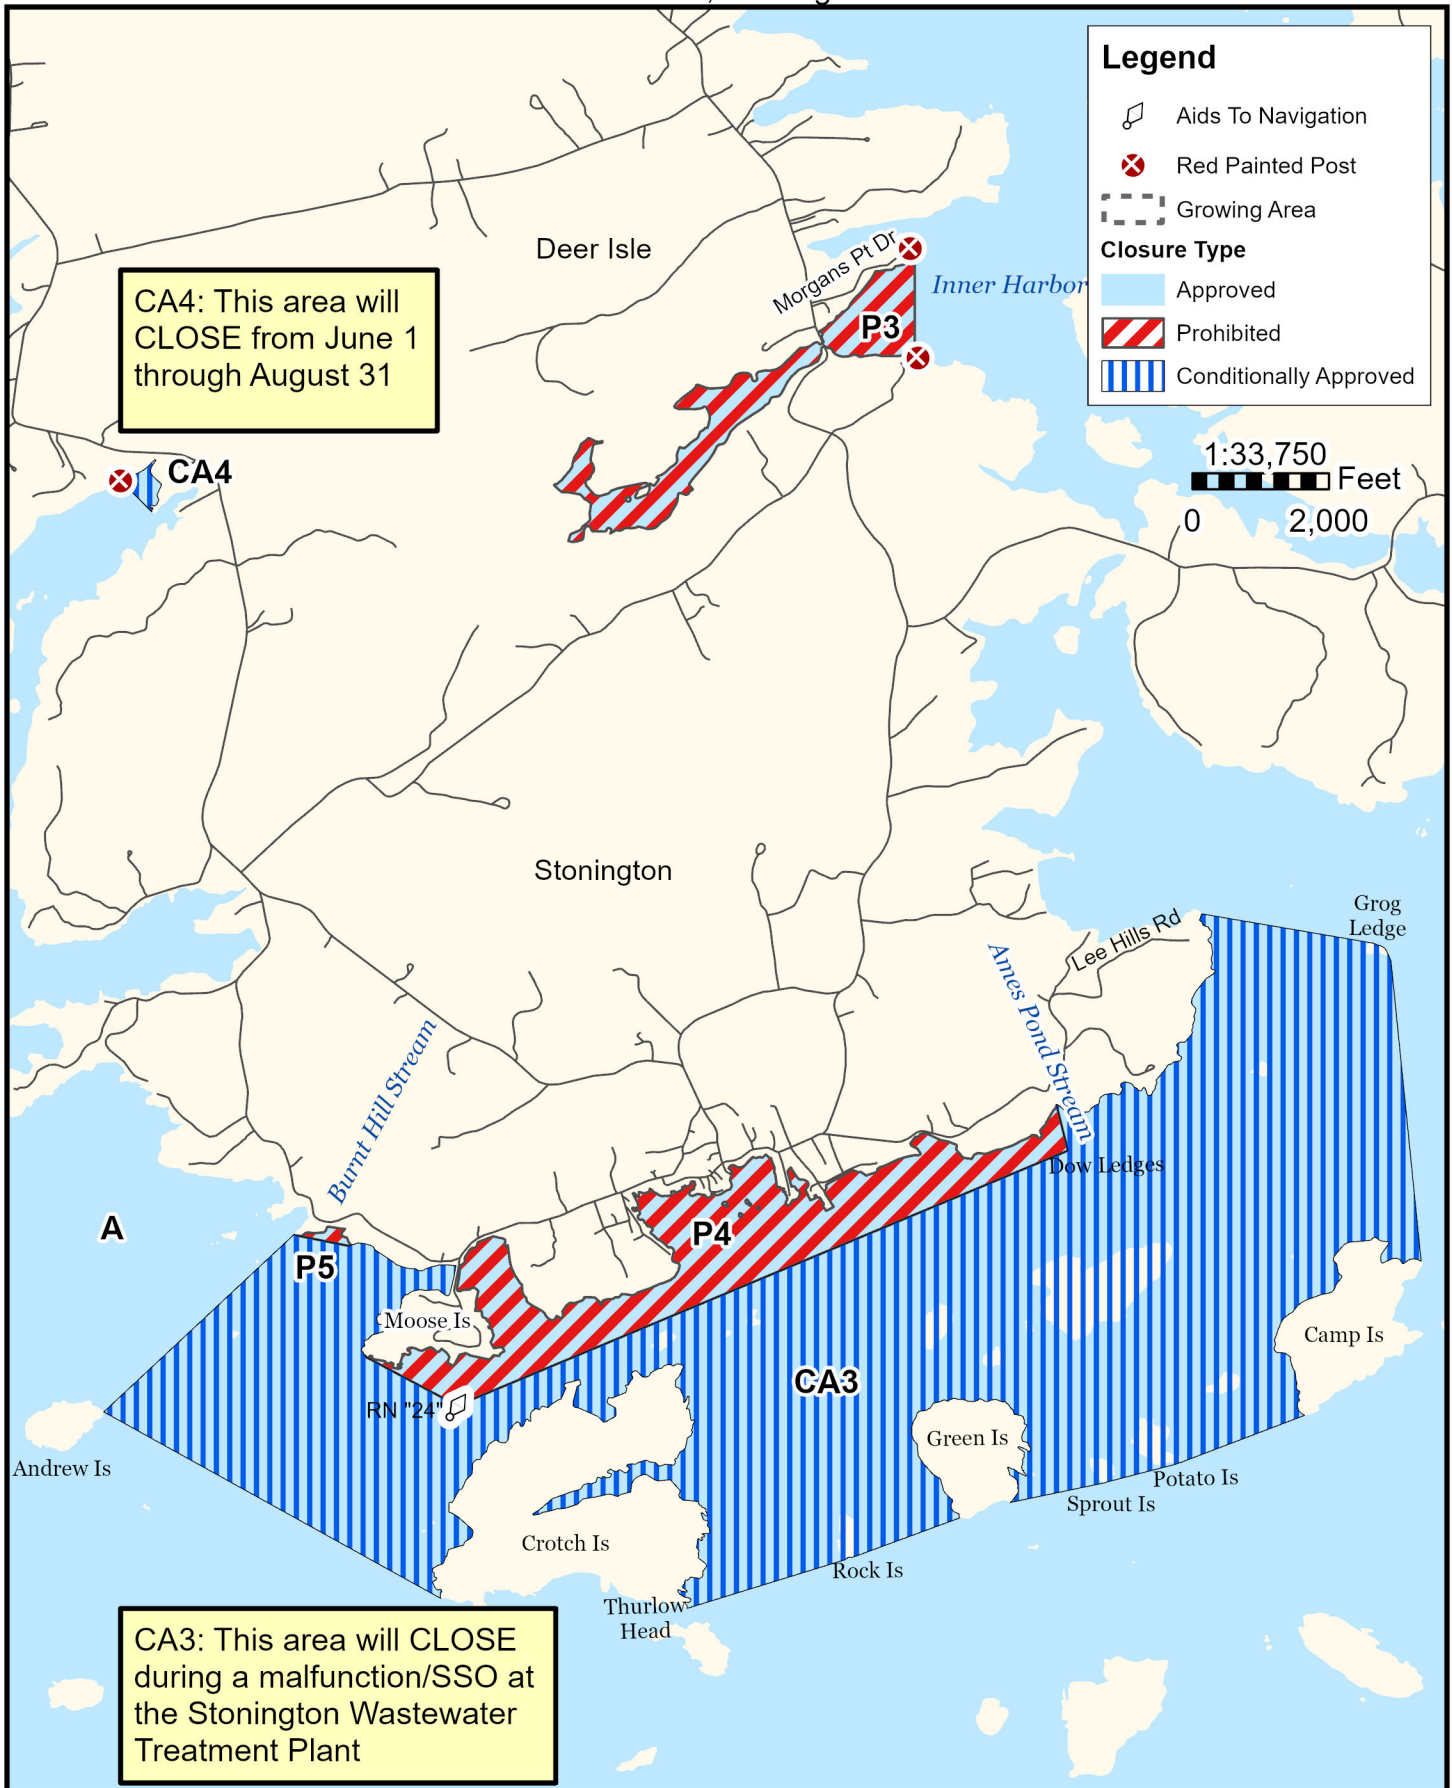 Legend
Aids To Navigation
Red Painted Post
Growing Area
Closure Type
Approved
Prohibited
Conditionally Approved
1:33,750
Feet
0 2,000
Deer Isle
Morgans Pt Dr
Inner Harbor
P3
CA4: This area will
CLOSE from June 1
through August 31
CA4
Stonington
Grog
Ledge
Lee Hills Rd
Ames Pond Stream
Burnt Hill Stream
Dow Ledges
A
P4
P5
Moose Is
Camp Is
CA3
RN "24"
Green Is
Andrew Is
Potato Is
Sprout Is
Crotch Is
Rock Is
Thurlow
Head
CA3: This area will CLOSE
during a malfunction/SSO at
the Stonington Wastewater
Treatment Plant